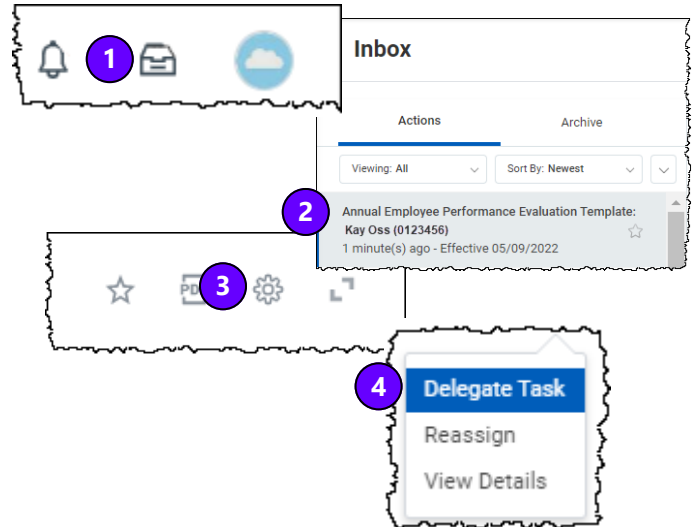 1
Inbox
Actions
Archive
Viewing: All
Sort By: Newest
2
Annual Employee Performance Evaluation Template:
Kay Oss (0123456)
1 minute(s) ago - Effective 05/09/2022
PD
3
4
Delegate Task
Reassign
View Details